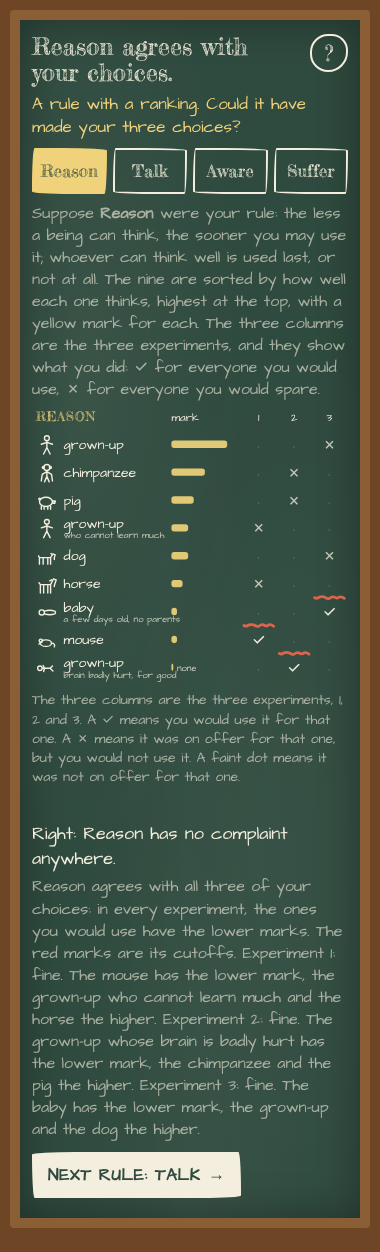 Reason agrees with
your choices.
?
A rule with a ranking. Could it have
made your three choices?
Reason Talk Aware Suffer
Suppose Reason were your rule: the less
a being can think, the sooner you may use
it; whoever can think well is used last, or
not at all. The nine are sorted by how well
each one thinks, highest at the top, with a
yellow mark for each. The three columns
are the three experiments, and they show
what you did: ✓ for everyone you would
use, × for everyone you would spare.
REASON mark 1 2 3
grown-up ×
chimpanzee ×
pig ×
grown-up ×
who cannot learn much
dog ×
horse ×
baby ✓
a few days old, no parents
mouse ✓
grown-up none ✓
brain badly hurt, for good
The three columns are the three experiments, 1,
2 and 3. A ✓ means you would use it for that
one. A × means it was on offer for that one,
but you would not use it. A faint dot means it
was not on offer for that one.
Right: Reason has no complaint
anywhere.
Reason agrees with all three of your
choices: in every experiment, the ones
you would use have the lower marks. The
red marks are its cutoffs. Experiment 1:
fine. The mouse has the lower mark, the
grown-up who cannot learn much and the
horse the higher. Experiment 2: fine. The
grown-up whose brain is badly hurt has
the lower mark, the chimpanzee and the
pig the higher. Experiment 3: fine. The
baby has the lower mark, the grown-up
and the dog the higher.
NEXT RULE: TALK →